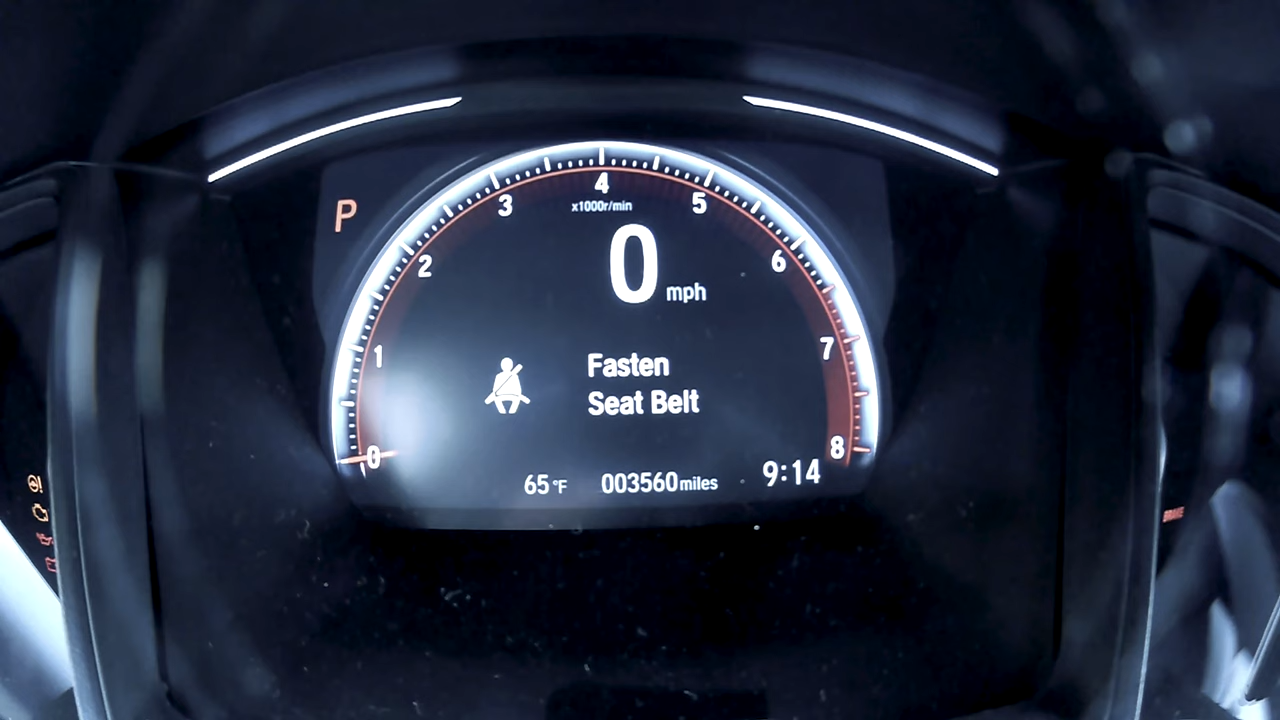 P
0
1
2
3
4
5
6
7
8
x1000r/min
0 mph
Fasten
Seat Belt
65°F 003560 miles 9:14
BRAKE